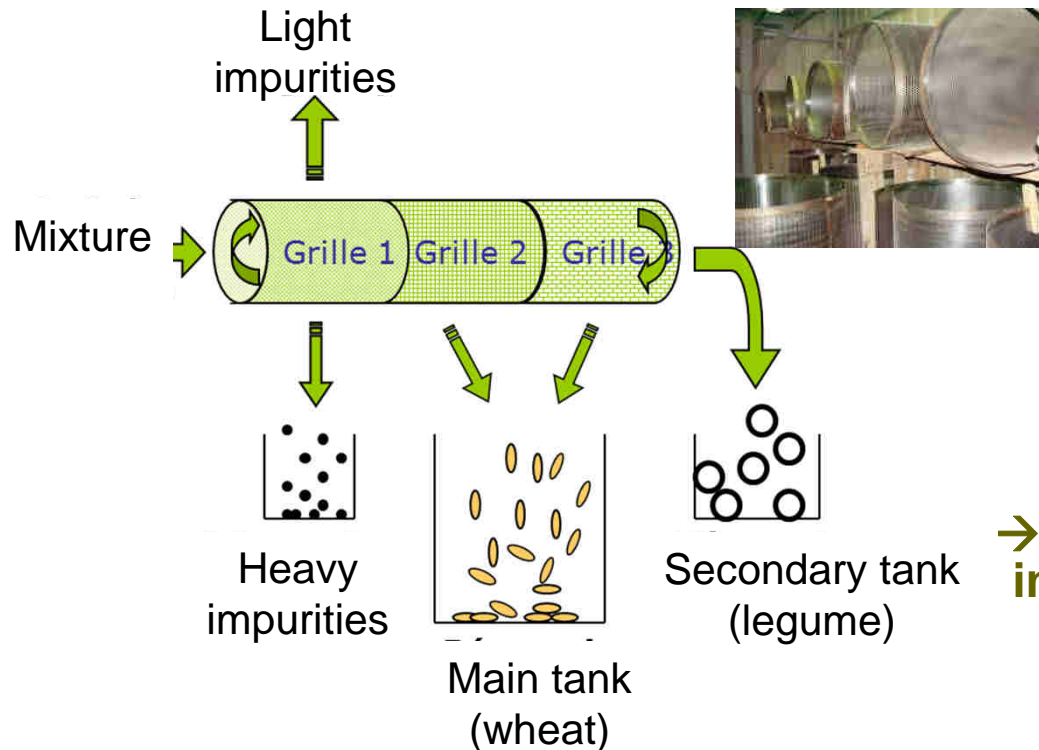 Light
impurities
Mixture
Grille 1
Grille 2
Grille 3
Heavy
impurities
Main tank
(wheat)
Secondary tank
(legume)
→